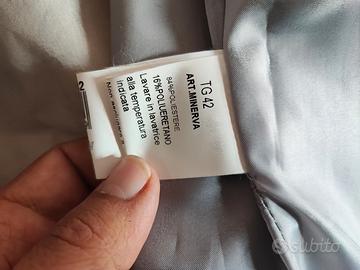 TG 42
ART.MINERVA
84%POLIESTERE
16%POLIURETANO
Lavare in lavatrice
alla temperatura
indicata
subito